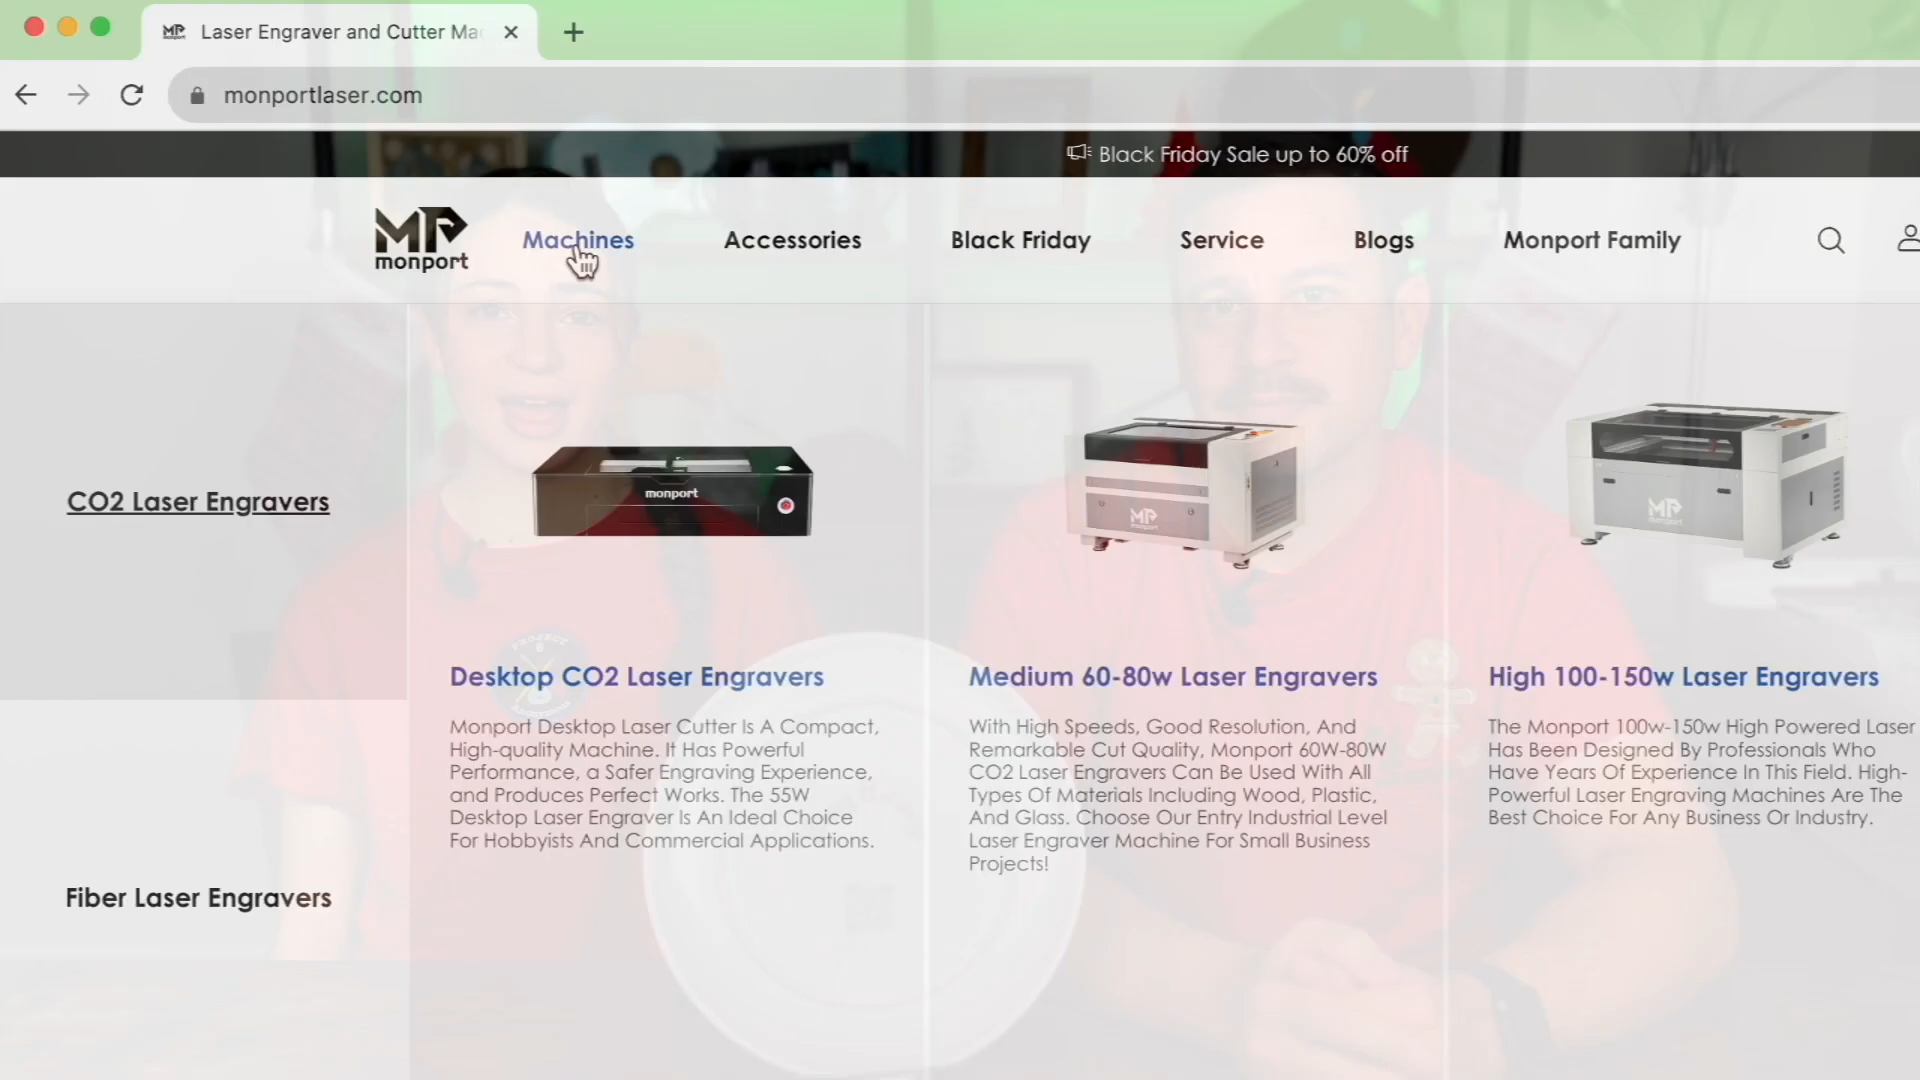 MP monport
Laser Engraver and Cutter Ma
monportlaser.com
Black Friday Sale up to 60% off
MP
monport
Machines
Accessories
Black Friday
Service
Blogs
Monport Family
CO2 Laser Engravers
Fiber Laser Engravers
monport
MP
monport
MP
monport
Desktop CO2 Laser Engravers
Monport Desktop Laser Cutter Is A Compact,
High-quality Machine. It Has Powerful
Performance, a Safer Engraving Experience,
and Produces Perfect Works. The 55W
Desktop Laser Engraver Is An Ideal Choice
For Hobbyists And Commercial Applications.
Medium 60-80w Laser Engravers
With High Speeds, Good Resolution, And
Remarkable Cut Quality, Monport 60W-80W
CO2 Laser Engravers Can Be Used With All
Types Of Materials Including Wood, Plastic,
And Glass. Choose Our Entry Industrial Level
Laser Engraver Machine For Small Business
Projects!
High 100-150w Laser Engravers
The Monport 100w-150w High Powered Laser
Has Been Designed By Professionals Who
Have Years Of Experience In This Field. High-
Powerful Laser Engraving Machines Are The
Best Choice For Any Business Or Industry.
PROJECT